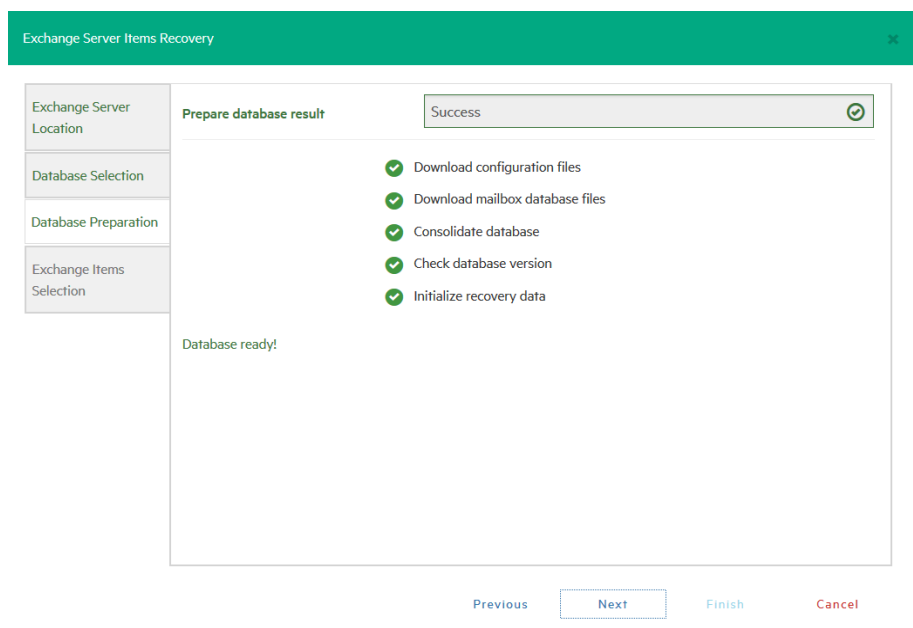 Exchange Server Items Recovery
Exchange Server
Location
Database Selection
Database Preparation
Exchange Items
Selection
Prepare database result
Success
Download configuration files
Download mailbox database files
Consolidate database
Check database version
Initialize recovery data
Database ready!
Previous
Next
Finish
Cancel